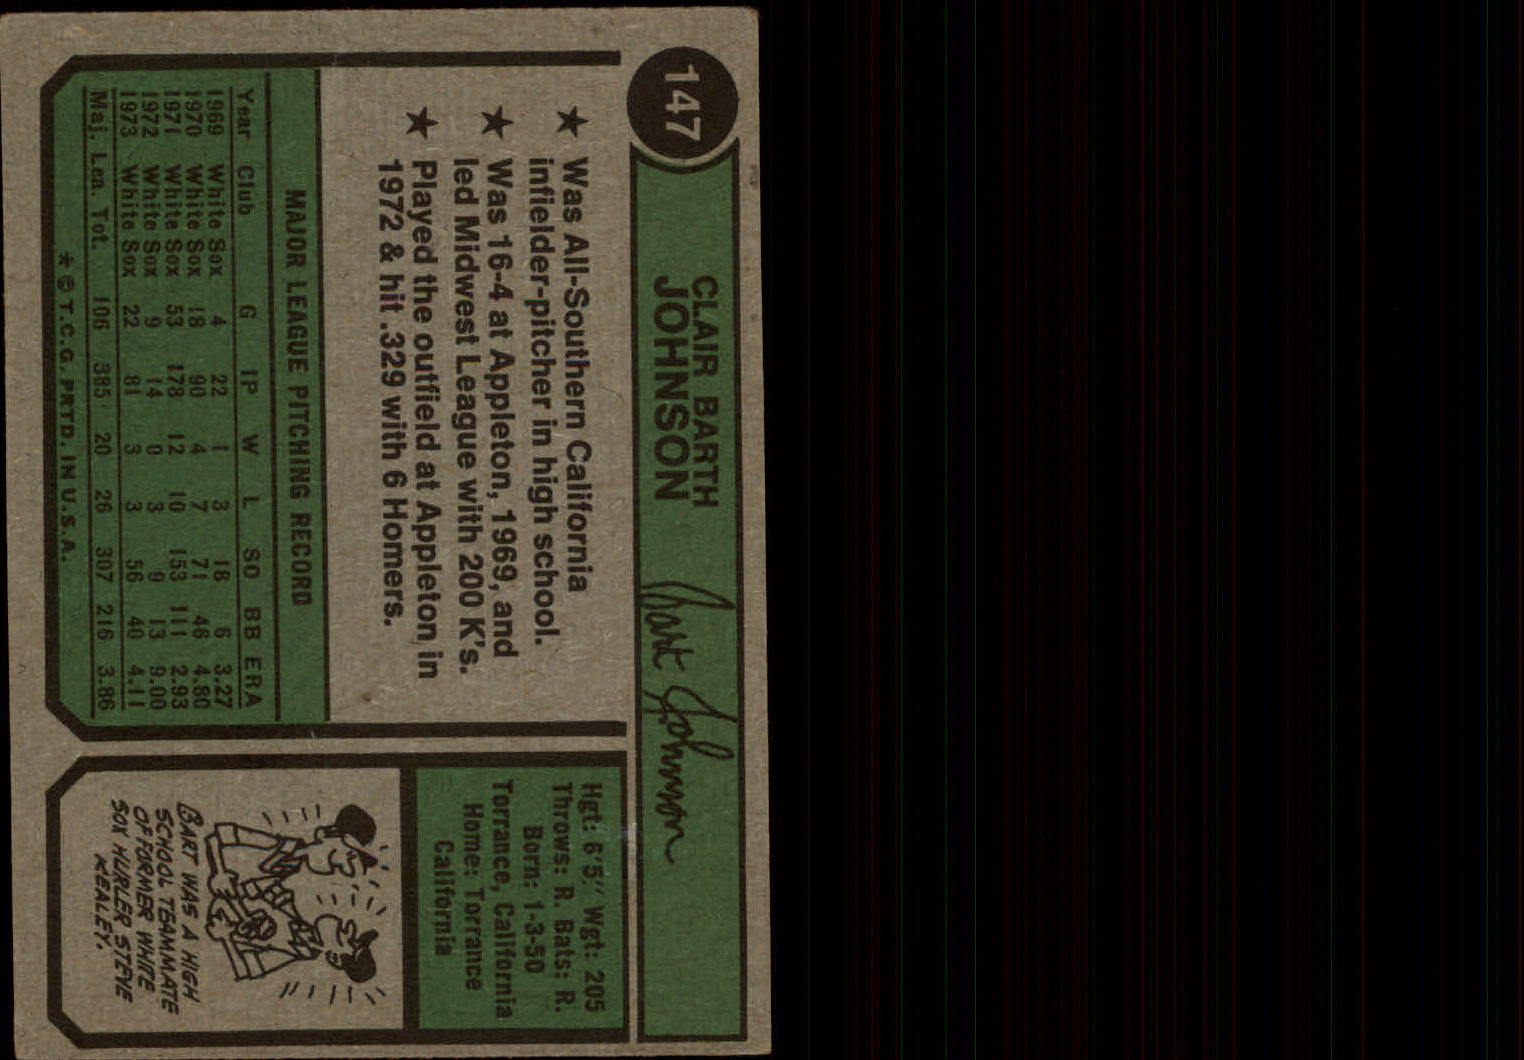 147
CLAIR BARTH
JOHNSON
Bart Johnson
★ Was All-Southern California
infielder-pitcher in high school.
★ Was 16-4 at Appleton, 1969, and
led Midwest League with 200 K's.
★ Played the outfield at Appleton in
1972 & hit .329 with 6 Homers.
MAJOR LEAGUE PITCHING RECORD
Year Club G IP W L SO BB ERA
1969 White Sox 4 22 1 3 18 6 3.27
1970 White Sox 18 90 4 7 71 46 4.80
1971 White Sox 53 178 12 10 153 111 2.93
1972 White Sox 9 14 0 3 9 13 9.00
1973 White Sox 22 81 3 3 56 40 4.11
Maj. Lea. Tot. 106 385 20 26 307 216 3.86
* © T.C.G. PRTD. IN U.S.A.
Hgt: 6'5" Wgt: 205
Throws: R. Bats: R.
Born: 1-3-50
Torrance, California
Home: Torrance
California
BART WAS A HIGH
SCHOOL TEAMMATE
OF FORMER WHITE
SOX HURLER STEVE
KEALEY.